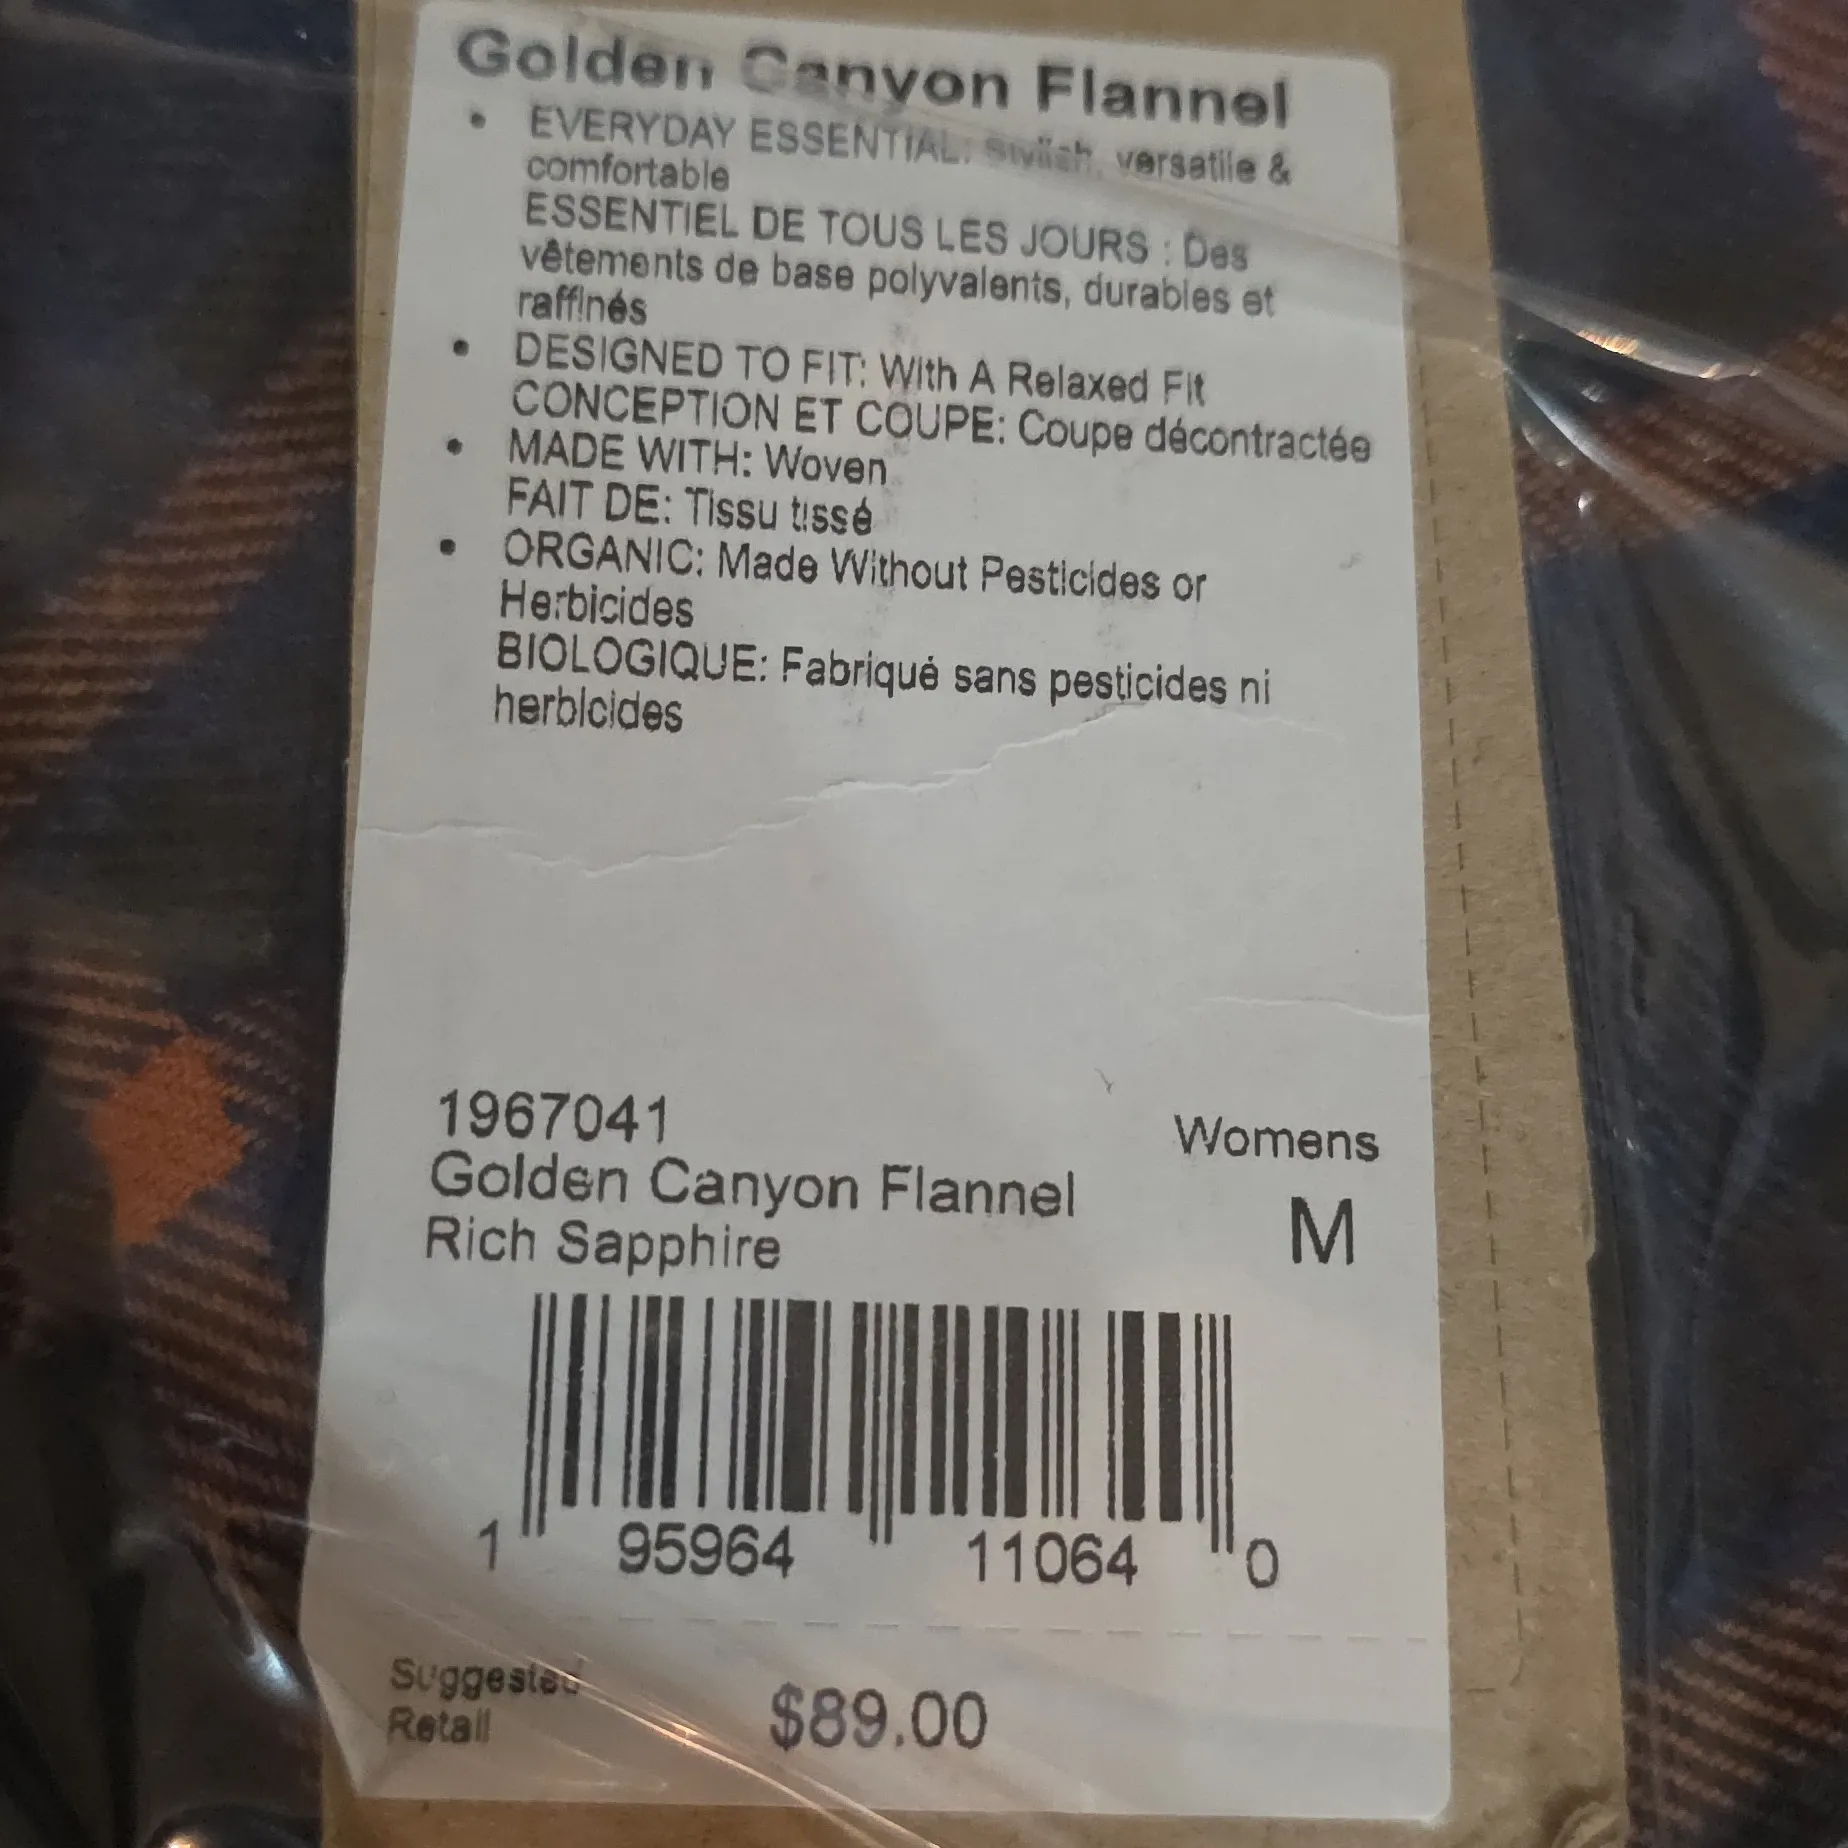 Golden Canyon Flannel
• EVERYDAY ESSENTIAL: Stylish, versatile &
comfortable
ESSENTIEL DE TOUS LES JOURS : Des
vêtements de base polyvalents, durables et
raffinés
• DESIGNED TO FIT: With A Relaxed Fit
CONCEPTION ET COUPE: Coupe décontractée
• MADE WITH: Woven
FAIT DE: Tissu tissé
• ORGANIC: Made Without Pesticides or
Herbicides
BIOLOGIQUE: Fabriqué sans pesticides ni
herbicides
1967041
Womens
Golden Canyon Flannel
M
Rich Sapphire
1 95964 11064 0
Suggested
Retail
$89.00